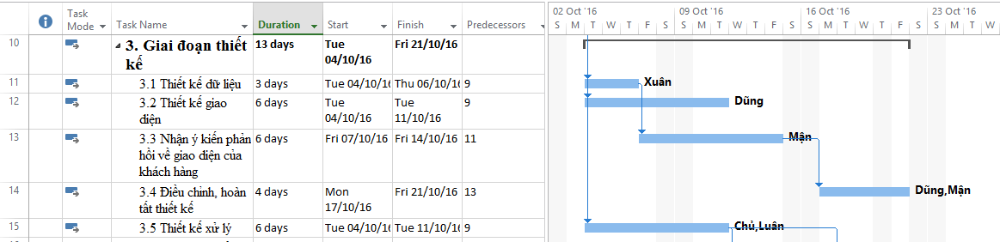 02 Oct '16 09 Oct '16 16 Oct '16 23 Oct '16
Task Mode Task Name Duration Start Finish Predecessors S M T W T F S S M T W T F S S M T W T F S S M T
10 3. Giai đoạn thiết kế 13 days Tue 04/10/16 Fri 21/10/16
11 3.1 Thiết kế dữ liệu 3 days Tue 04/10/16 Thu 06/10/16 9 Xuân
12 3.2 Thiết kế giao diện 6 days Tue 04/10/16 Tue 11/10/16 9 Dũng
13 3.3 Nhận ý kiến phản hồi về giao diện của khách hàng 6 days Fri 07/10/16 Fri 14/10/16 11 Mận
14 3.4 Điều chinh, hoàn tất thiết kế 4 days Mon 17/10/16 Fri 21/10/16 13 Dũng,Mận
15 3.5 Thiết kế xử lý 6 days Tue 04/10/16 Tue 11/10/16 9 Chủ,Luân